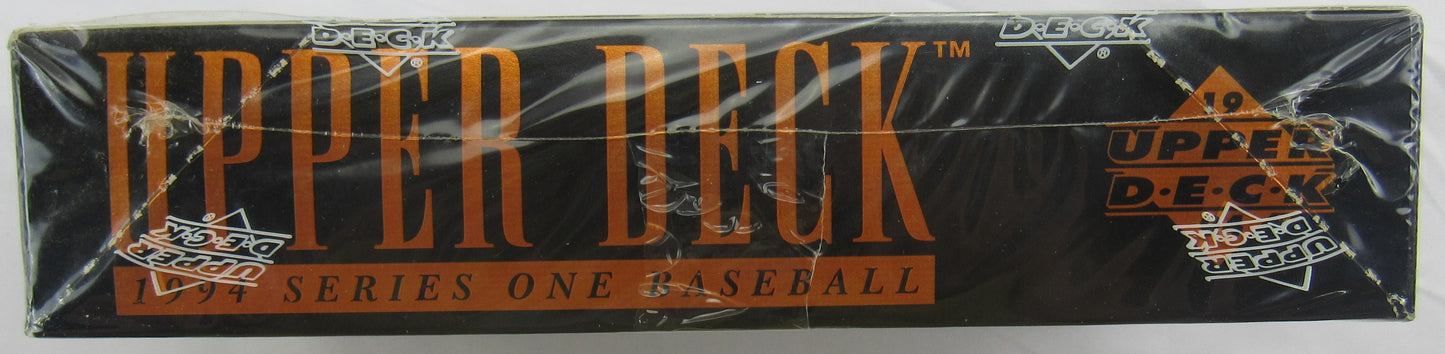 D·E·C·K®
D·E·C·K®
UPPER DECK™
19
UPPER
D·E·C·K
UPPER
D·E·C·K®
UPPER
D·E·C·K®
1994 SERIES ONE BASEBALL